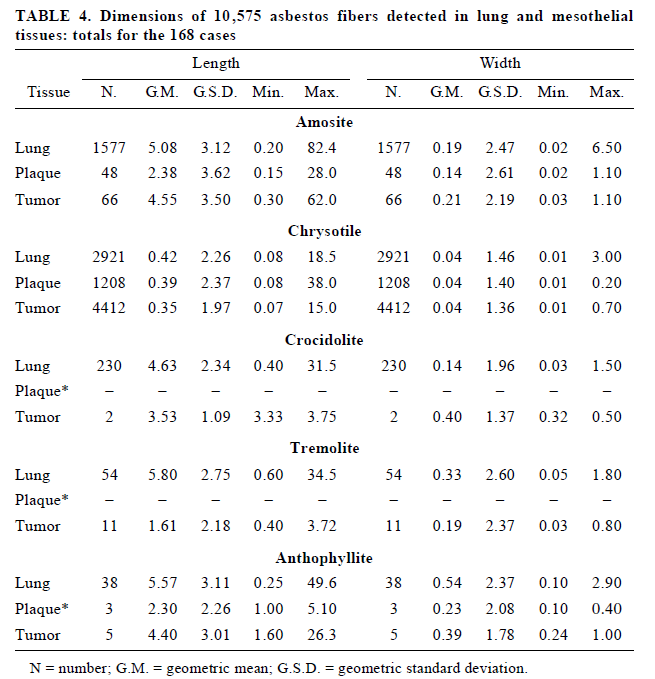 TABLE 4. Dimensions of 10,575 asbestos fibers detected in lung and mesothelial
tissues: totals for the 168 cases
Length Width
Tissue N. G.M. G.S.D. Min. Max. N. G.M. G.S.D. Min. Max.
Amosite
Lung 1577 5.08 3.12 0.20 82.4 1577 0.19 2.47 0.02 6.50
Plaque 48 2.38 3.62 0.15 28.0 48 0.14 2.61 0.02 1.10
Tumor 66 4.55 3.50 0.30 62.0 66 0.21 2.19 0.03 1.10
Chrysotile
Lung 2921 0.42 2.26 0.08 18.5 2921 0.04 1.46 0.01 3.00
Plaque 1208 0.39 2.37 0.08 38.0 1208 0.04 1.40 0.01 0.20
Tumor 4412 0.35 1.97 0.07 15.0 4412 0.04 1.36 0.01 0.70
Crocidolite
Lung 230 4.63 2.34 0.40 31.5 230 0.14 1.96 0.03 1.50
Plaque* – – – – – – – – – –
Tumor 2 3.53 1.09 3.33 3.75 2 0.40 1.37 0.32 0.50
Tremolite
Lung 54 5.80 2.75 0.60 34.5 54 0.33 2.60 0.05 1.80
Plaque* – – – – – – – – – –
Tumor 11 1.61 2.18 0.40 3.72 11 0.19 2.37 0.03 0.80
Anthophyllite
Lung 38 5.57 3.11 0.25 49.6 38 0.54 2.37 0.10 2.90
Plaque* 3 2.30 2.26 1.00 5.10 3 0.23 2.08 0.10 0.40
Tumor 5 4.40 3.01 1.60 26.3 5 0.39 1.78 0.24 1.00
N = number; G.M. = geometric mean; G.S.D. = geometric standard deviation.